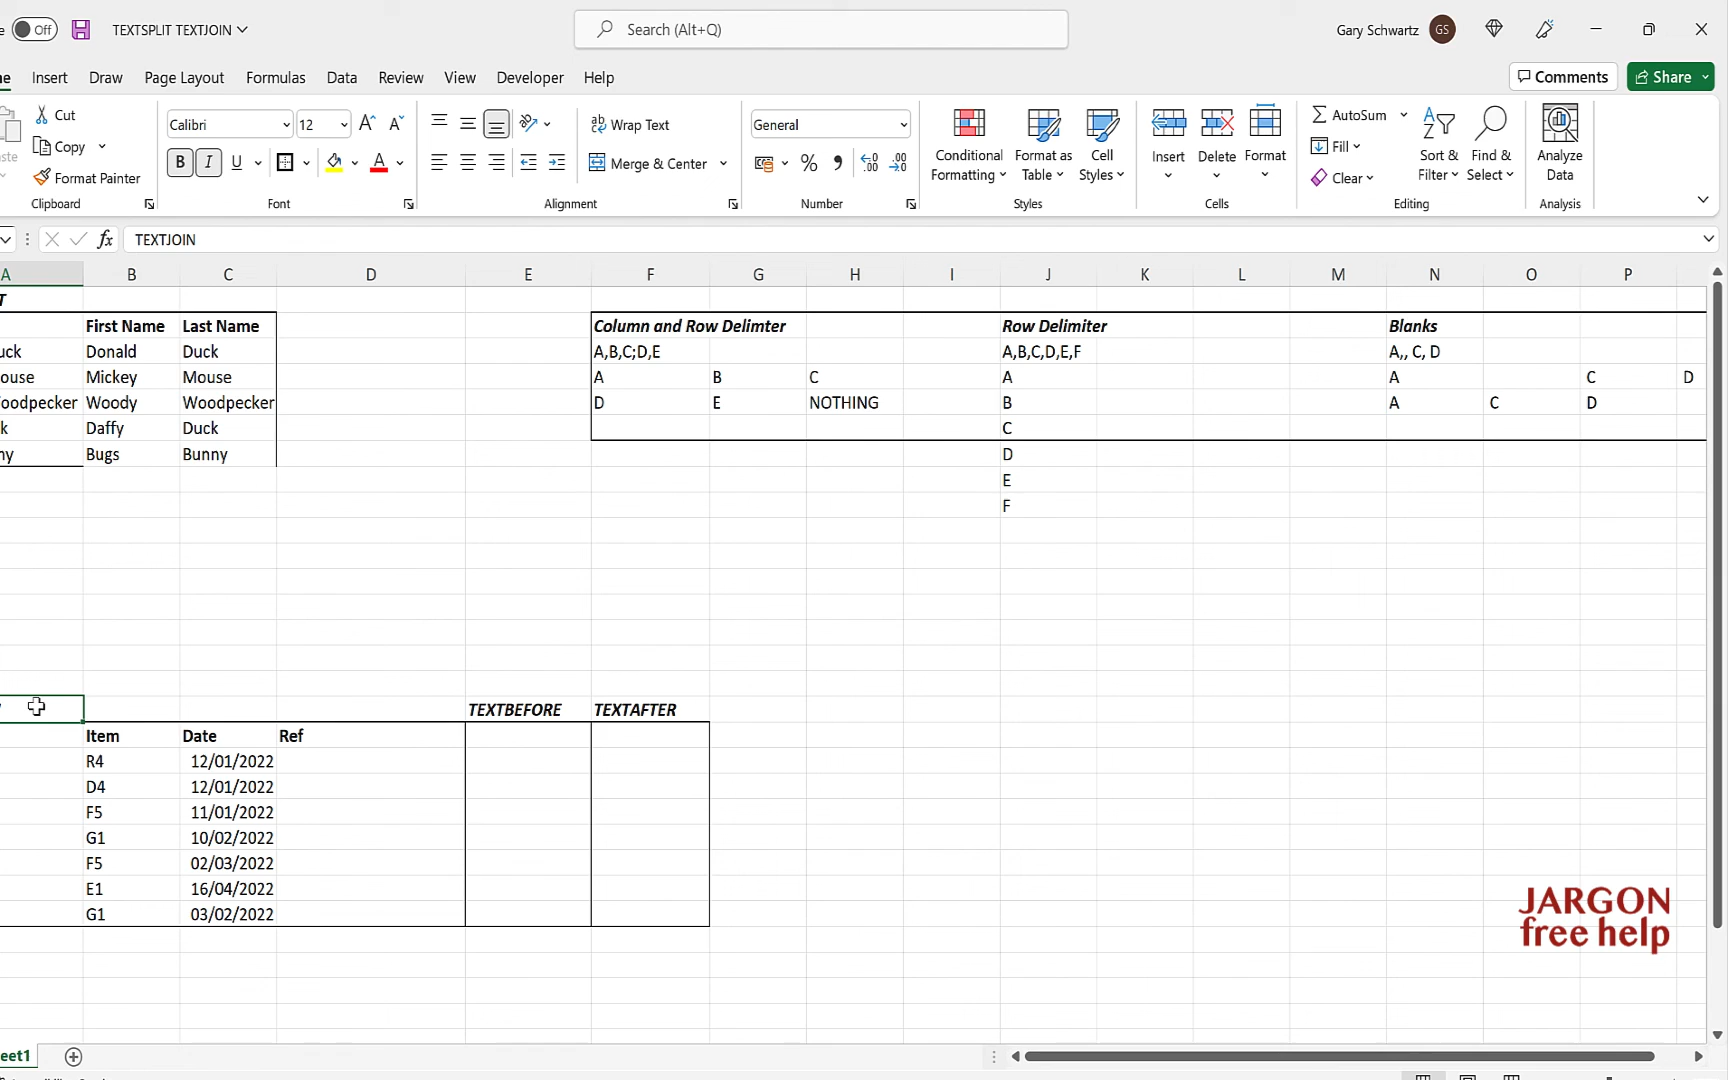 Off
TEXTSPLIT TEXTJOIN
Search (Alt+Q)
Gary Schwartz
GS
Insert Draw Page Layout Formulas Data Review View Developer Help
Comments
Share
Cut
Copy
Format Painter
Clipboard
Calibri
12
B I U
Font
Wrap Text
Merge & Center
Alignment
General
Number
Conditional Formatting
Format as Table
Cell Styles
Styles
Insert
Delete
Format
Cells
AutoSum
Fill
Clear
Sort & Filter
Find & Select
Editing
Analyze Data
Analysis
fx TEXTJOIN
A B C D E F G H I J K L M N O P
First Name Last Name Column and Row Delimter Row Delimiter Blanks
Donald Duck A,B,C;D,E A,B,C,D,E,F A,, C, D
Mickey Mouse A B C A A C D
Woody Woodpecker D E NOTHING B A C D
Daffy Duck C
Bugs Bunny D
E
F
TEXTBEFORE TEXTAFTER
Item Date Ref
R4 12/01/2022
D4 12/01/2022
F5 11/01/2022
G1 10/02/2022
F5 02/03/2022
E1 16/04/2022
G1 03/02/2022
JARGON
free help
eet1